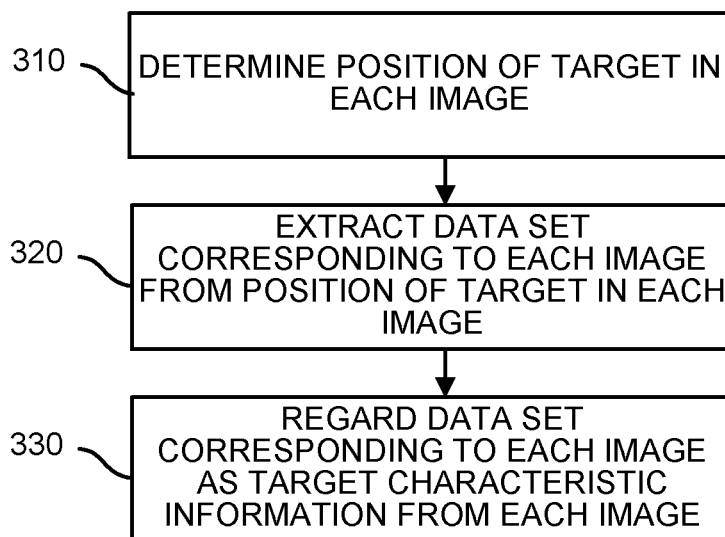 310
DETERMINE POSITION OF TARGET IN
EACH IMAGE
320
EXTRACT DATA SET
CORRESPONDING TO EACH IMAGE
FROM POSITION OF TARGET IN EACH
IMAGE
330
REGARD DATA SET
CORRESPONDING TO EACH IMAGE
AS TARGET CHARACTERISTIC
INFORMATION FROM EACH IMAGE